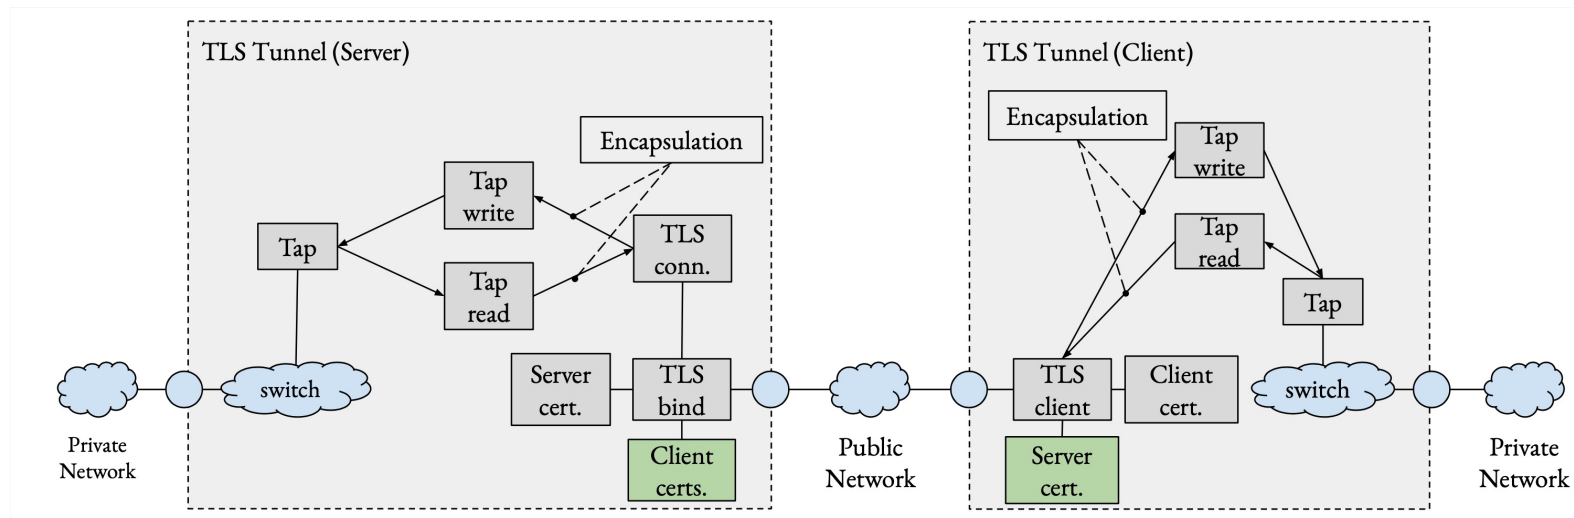 TLS Tunnel (Server)
Encapsulation
Tap
write
Tap
Tap
read
TLS
conn.
Server
cert.
TLS
bind
Client
certs.
switch
Private
Network
Public
Network
TLS Tunnel (Client)
Encapsulation
Tap
write
Tap
read
Tap
TLS
client
Client
cert.
Server
cert.
switch
Private
Network